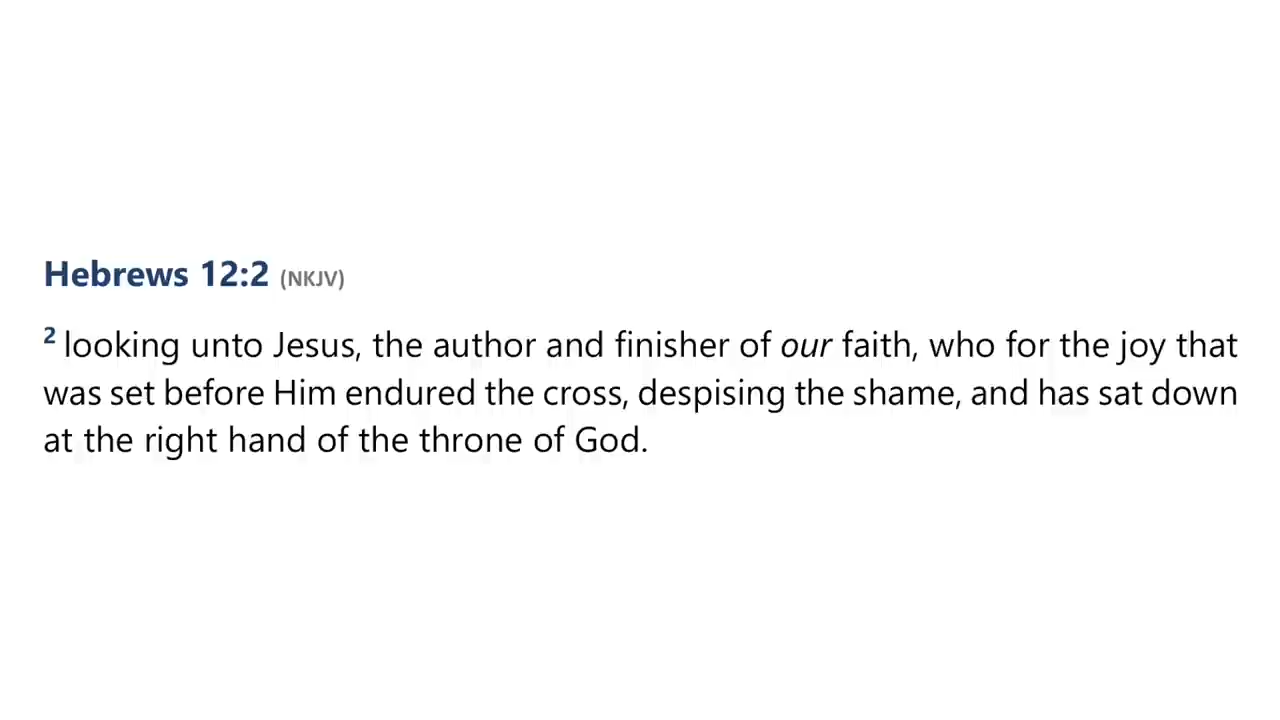 Hebrews 12:2 (NKJV)
2 looking unto Jesus, the author and finisher of our faith, who for the joy that
was set before Him endured the cross, despising the shame, and has sat down
at the right hand of the throne of God.